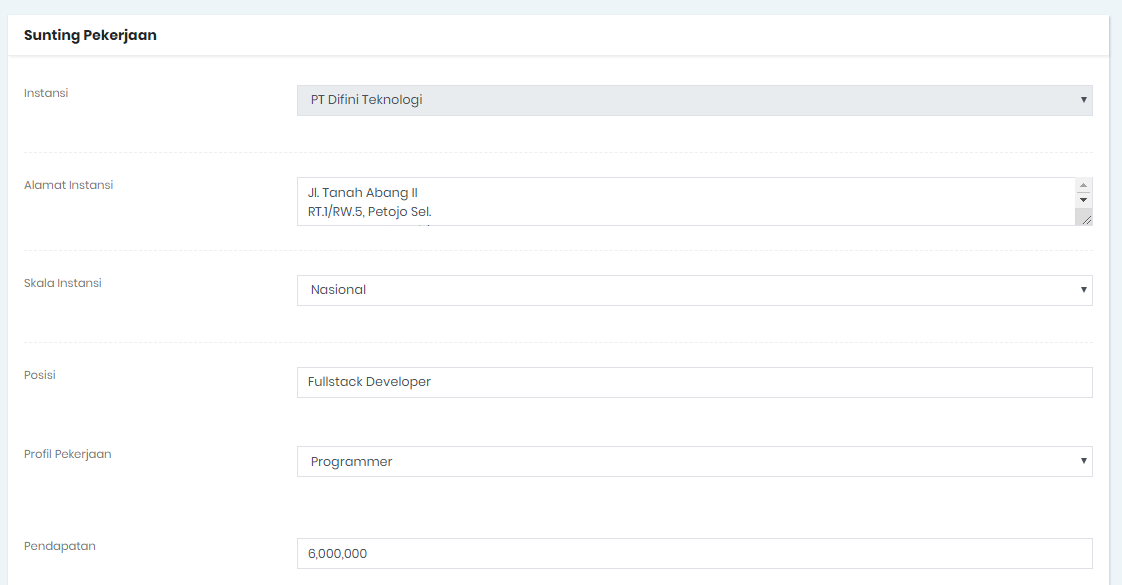 Sunting Pekerjaan
Instansi
PT Difini Teknologi
Alamat Instansi
Jl. Tanah Abang II
RT.1/RW.5, Petojo Sel.
Skala Instansi
Nasional
Posisi
Fullstack Developer
Profil Pekerjaan
Programmer
Pendapatan
6,000,000